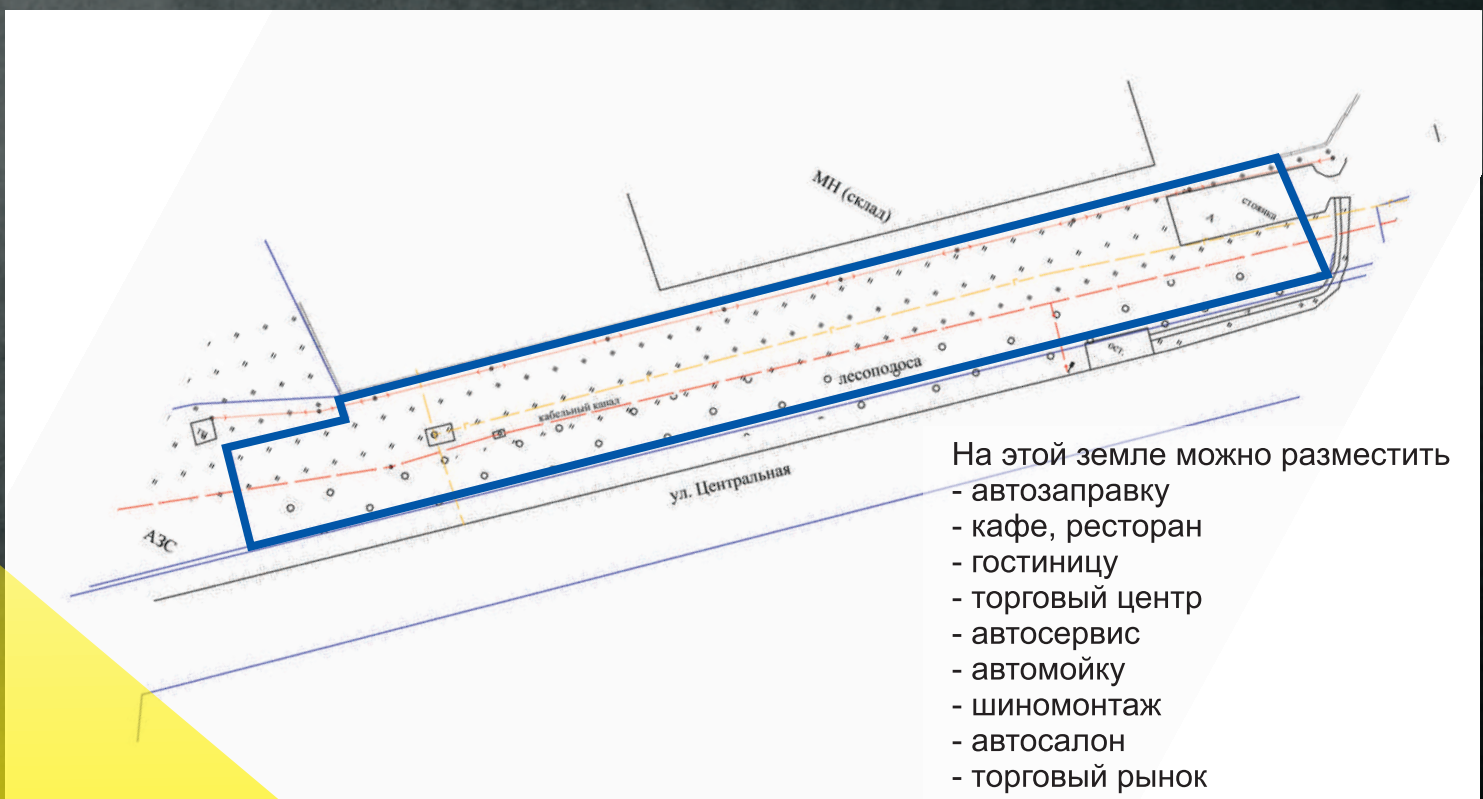 МН (склад)
стоянка
А
ост.
лесополоса
кабельный канал
ул. Центральная
АЗС
На этой земле можно разместить
- автозаправку
- кафе, ресторан
- гостиницу
- торговый центр
- автосервис
- автомойку
- шиномонтаж
- автосалон
- торговый рынок